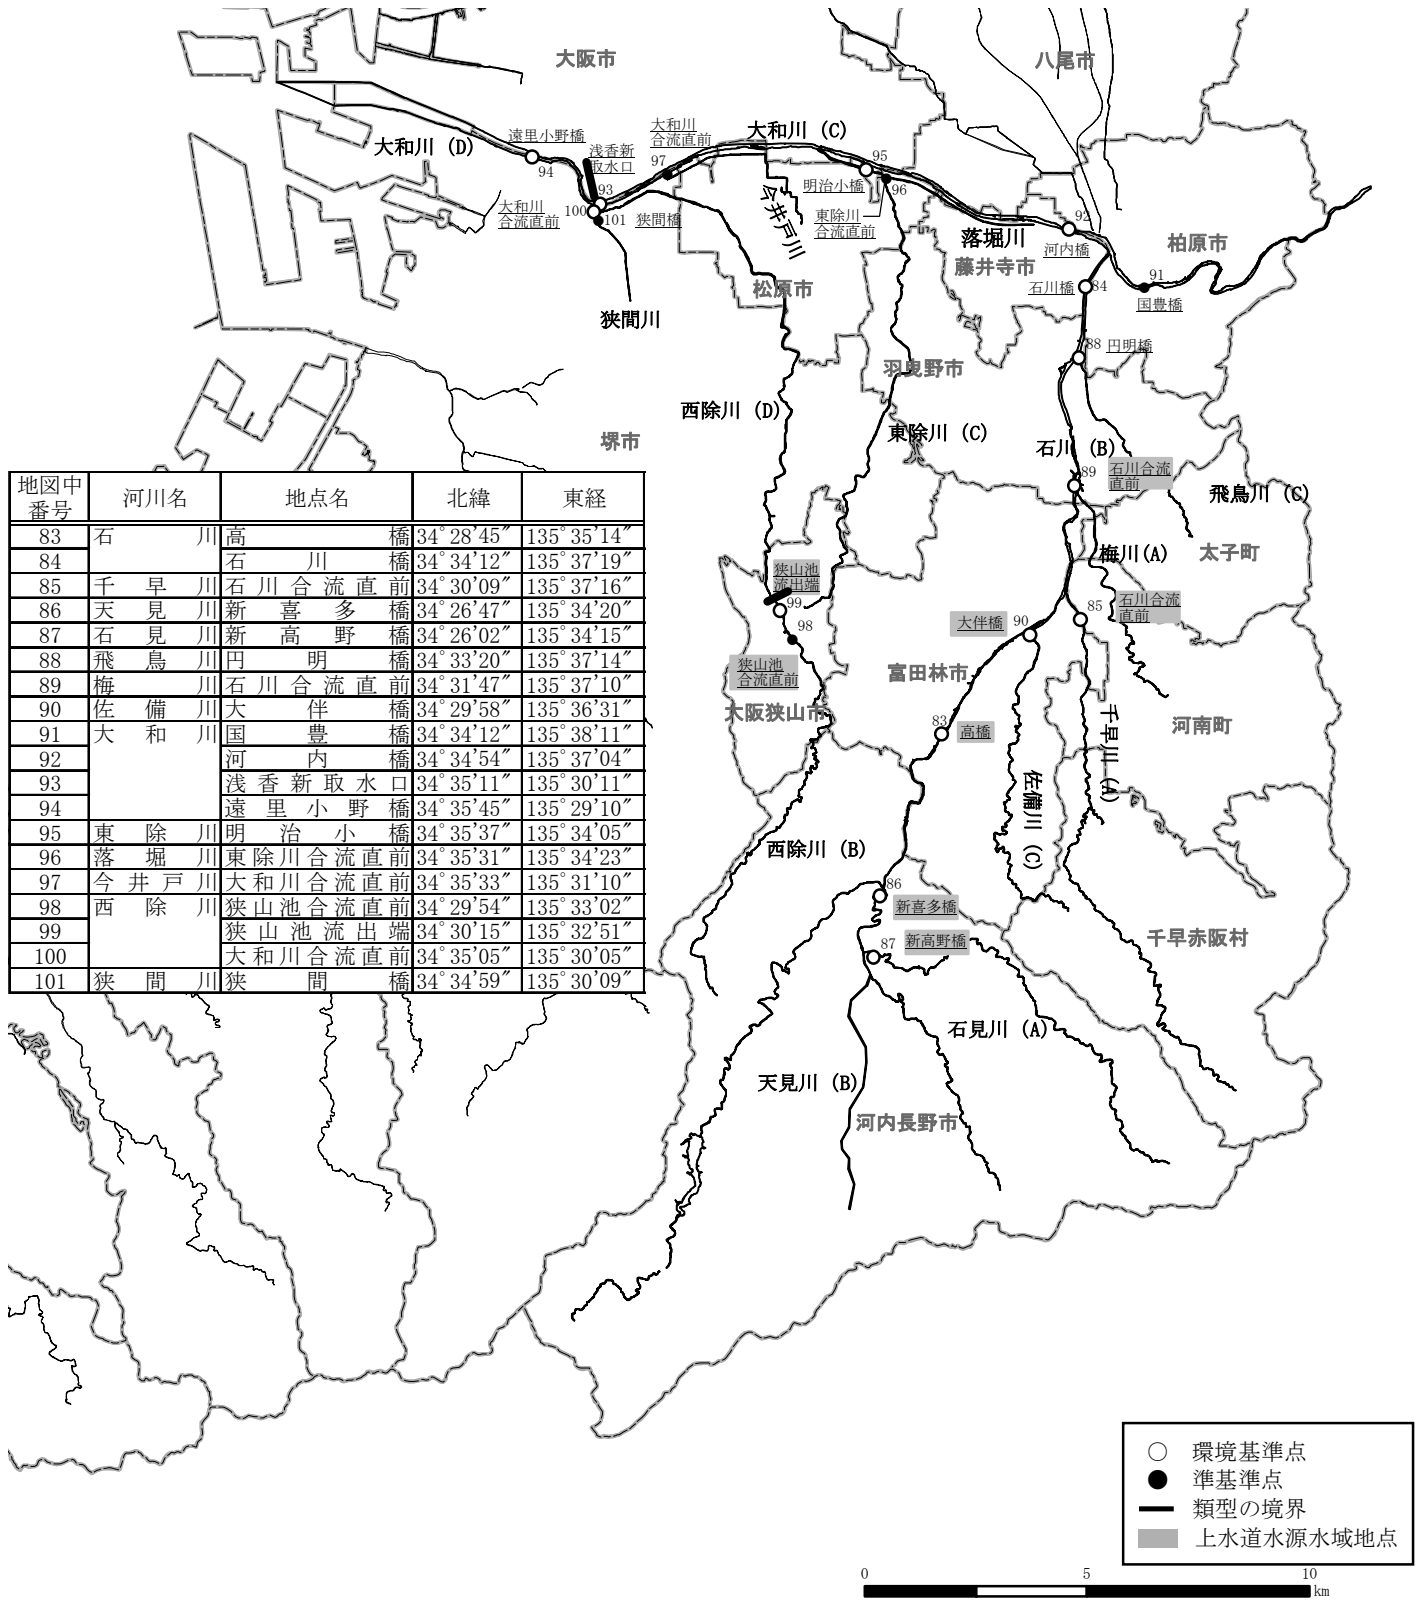 大阪市
八尾市
大和川 (D)
遠里小野橋
94
浅香新
取水口
93
大和川
合流直前
97
大和川 (C)
大和川
合流直前
100
101
狭間橋
狭間川
今井戸川
明治小橋
95
96
東除川
合流直前
落堀川
藤井寺市
92
河内橋
柏原市
91
国豊橋
石川橋
84
88 円明橋
松原市
羽曳野市
西除川 (D)
東除川 (C)
堺市
石川 (B)
89
石川合流
直前
飛鳥川 (C)
梅川(A)
太子町
85
石川合流
直前
狭山池
流出端
99
98
狭山池
合流直前
大阪狭山市
大伴橋
90
富田林市
83
高橋
千早川 (A)
河南町
佐備川 (C)
西除川 (B)
86
新喜多橋
87
新高野橋
千早赤阪村
石見川 (A)
天見川 (B)
河内長野市
地図中番号 河川名 地点名 北緯 東経
83 石川 高橋 34°28′45″ 135°35′14″
84 石川橋 34°34′12″ 135°37′19″
85 千早川 石川合流直前 34°30′09″ 135°37′16″
86 天見川 新喜多橋 34°26′47″ 135°34′20″
87 石見川 新高野橋 34°26′02″ 135°34′15″
88 飛鳥川 円明橋 34°33′20″ 135°37′14″
89 梅川 石川合流直前 34°31′47″ 135°37′10″
90 佐備川 大伴橋 34°29′58″ 135°36′31″
91 大和川 国豊橋 34°34′12″ 135°38′11″
92 河内橋 34°34′54″ 135°37′04″
93 浅香新取水口 34°35′11″ 135°30′11″
94 遠里小野橋 34°35′45″ 135°29′10″
95 東除川 明治小橋 34°35′37″ 135°34′05″
96 落堀川 東除川合流直前 34°35′31″ 135°34′23″
97 今井戸川 大和川合流直前 34°35′33″ 135°31′10″
98 西除川 狭山池合流直前 34°29′54″ 135°33′02″
99 狭山池流出端 34°30′15″ 135°32′51″
100 大和川合流直前 34°35′05″ 135°30′05″
101 狭間川 狭間橋 34°34′59″ 135°30′09″
○ 環境基準点
● 準基準点
類型の境界
上水道水源水域地点
0 5 10
km